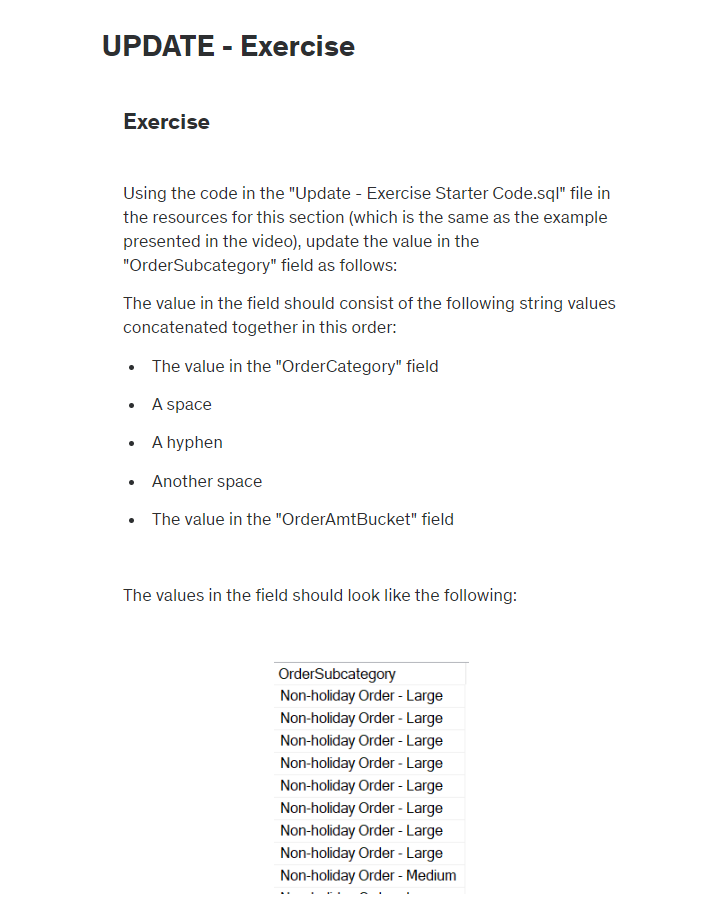 UPDATE - Exercise
Exercise
Using the code in the "Update - Exercise Starter Code.sql" file in
the resources for this section (which is the same as the example
presented in the video), update the value in the
"OrderSubcategory" field as follows:
The value in the field should consist of the following string values
concatenated together in this order:
• The value in the "OrderCategory" field
• A space
• A hyphen
• Another space
• The value in the "OrderAmtBucket" field
The values in the field should look like the following:
OrderSubcategory
Non-holiday Order - Large
Non-holiday Order - Large
Non-holiday Order - Large
Non-holiday Order - Large
Non-holiday Order - Large
Non-holiday Order - Large
Non-holiday Order - Large
Non-holiday Order - Large
Non-holiday Order - Medium